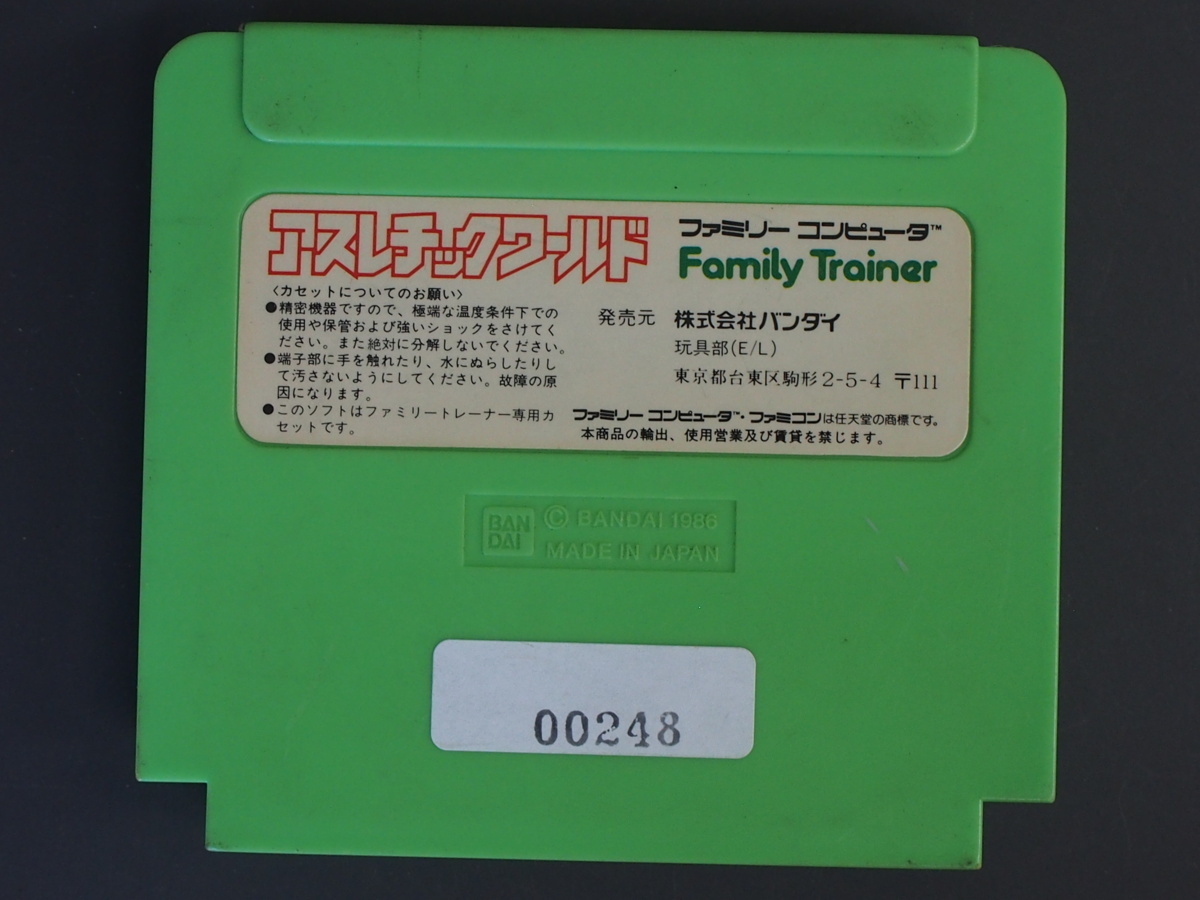 アスレチックワールド
ファミリー コンピュータ™
Family Trainer
〈カセットについてのお願い〉
●精密機器ですので、極端な温度条件下での
使用や保管および強いショックをさけてく
ださい。また絶対に分解しないでください。
●端子部に手を触れたり、水にぬらしたりし
て汚さないようにしてください。故障の原
因になります。
●このソフトはファミリートレーナー専用カ
セットです。
発売元 株式会社バンダイ
玩具部(E/L)
東京都台東区駒形2-5-4 〒111
ファミリー コンピュータ™・ファミコンは任天堂の商標です。
本商品の輸出、使用営業及び賃貸を禁じます。
BAN
DAI
© BANDAI 1986
MADE IN JAPAN
00248